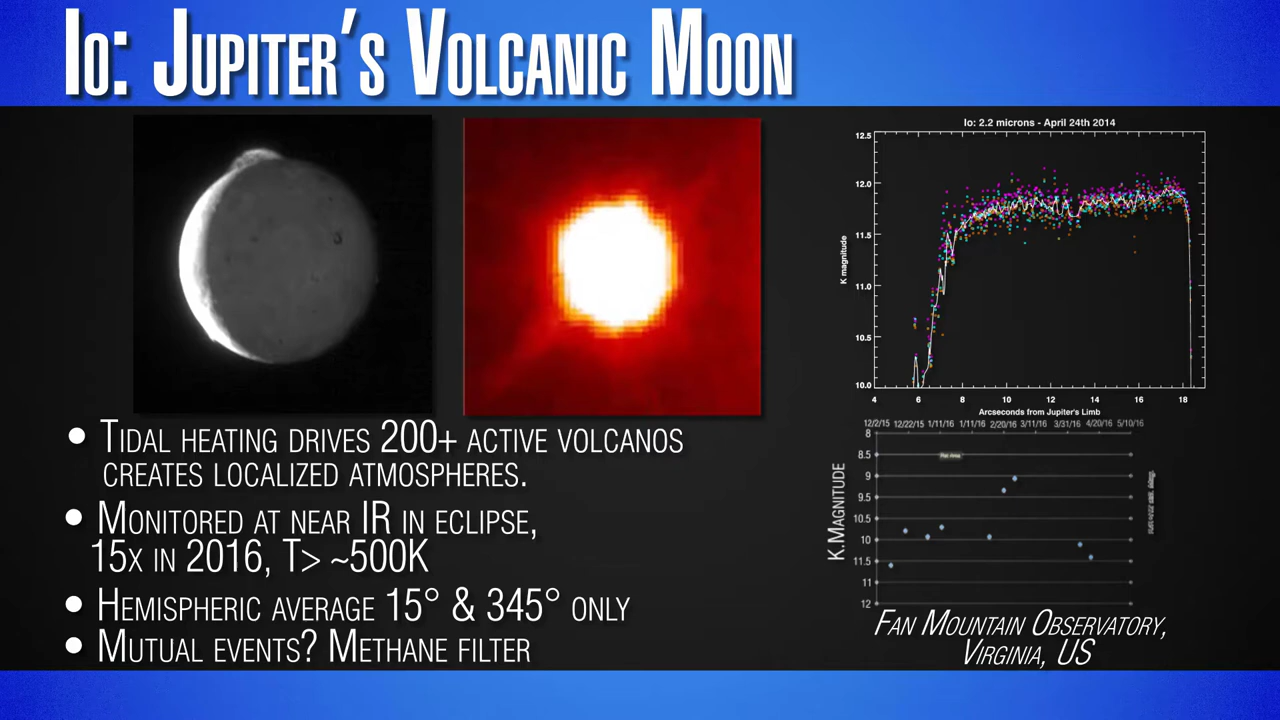 Io: Jupiter's Volcanic Moon
Io: 2.2 microns - April 24th 2014
12.5
12.0
11.5
11.0
10.5
10.0
K magnitude
4 6 8 10 12 14 16 18
Arcseconds from Jupiter's Limb
• Tidal heating drives 200+ active volcanos
creates localized atmospheres.
• Monitored at near IR in eclipse,
15x in 2016, T> ~500K
• Hemispheric average 15° & 345° only
• Mutual events? Methane filter
12/2/15 12/22/15 1/11/16 1/11/16 2/20/16 3/11/16 3/31/16 4/20/16 5/10/16
8
8.5
9
9.5
10.5
10
11.5
11
12
K.Magnitude
Fan Mountain Observatory,
Virginia, US